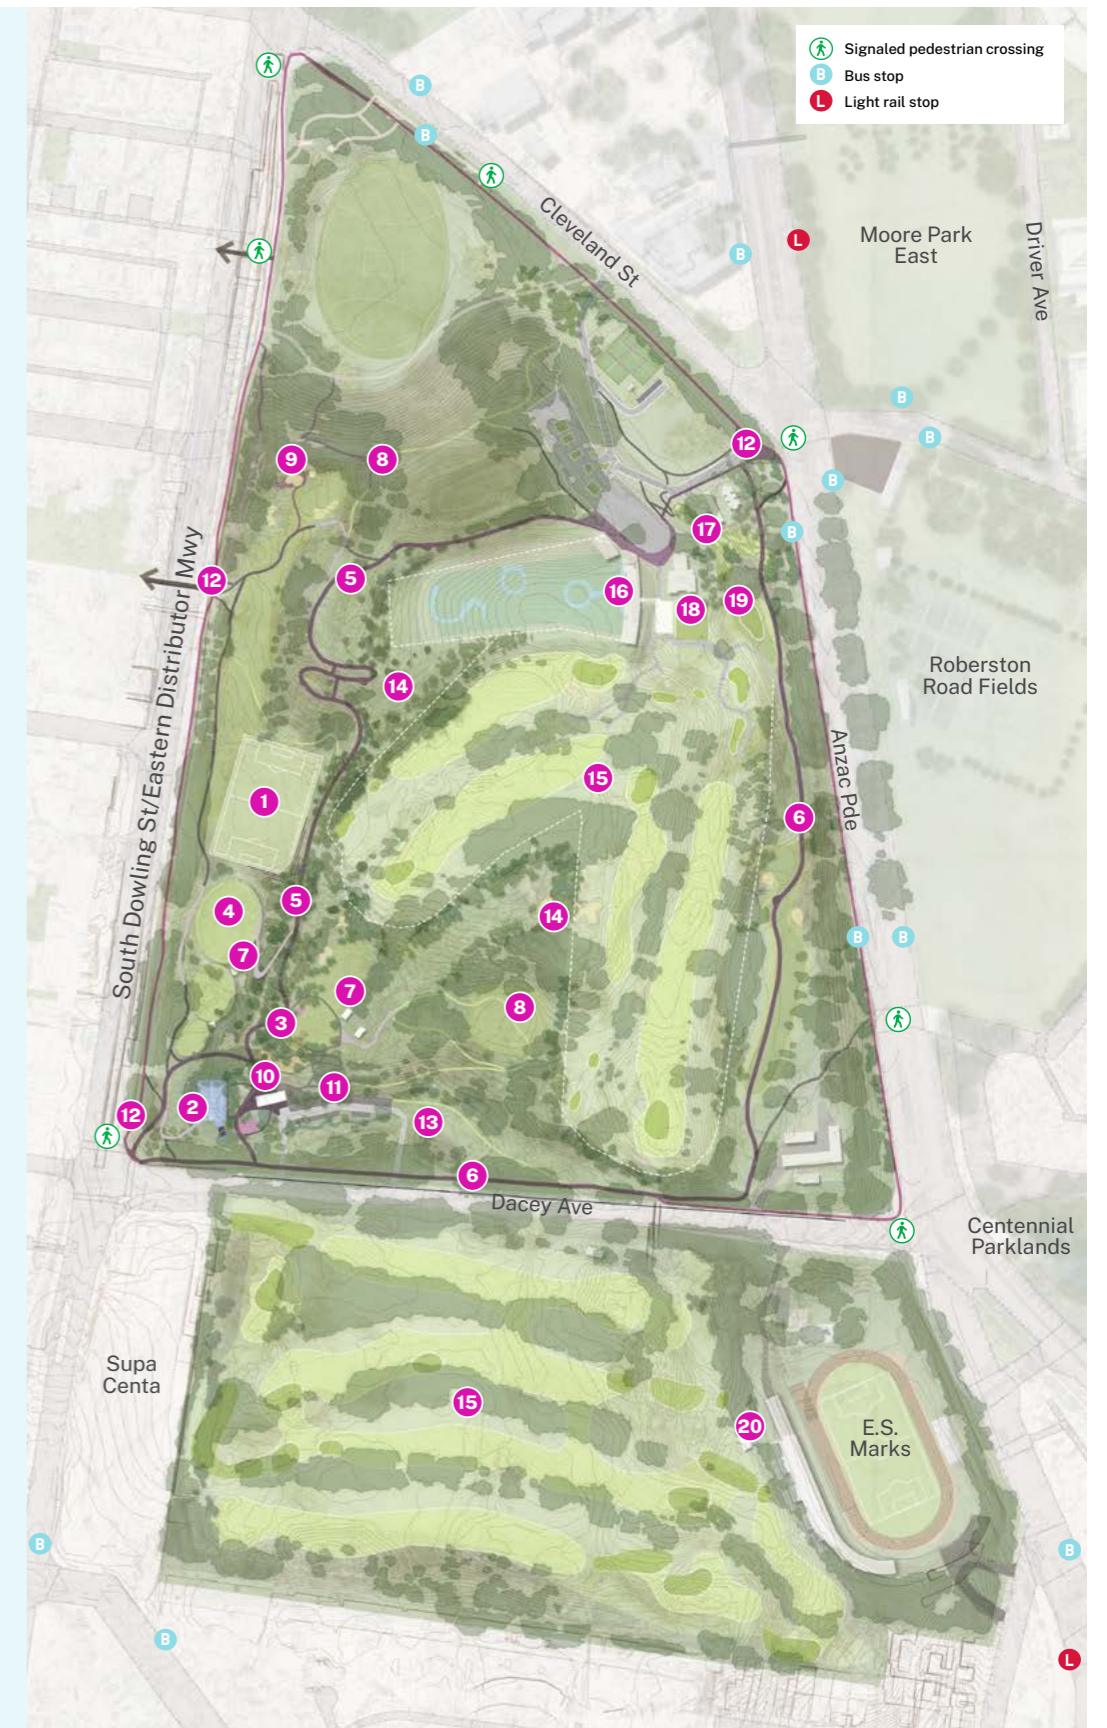 Signaled pedestrian crossing
B Bus stop
L Light rail stop
B
B
Cleveland St
B
L
Moore Park
East
Driver Ave
B
B
12
9
8
B
17
B
5
12
16
18
19
Roberston
Road Fields
14
South Dowling St/Eastern Distributor Mwy
Anzac Pde
15
1
6
5
4
14
B
B
7
7
8
3
10
11
2
12
13
6
Dacey Ave
Centennial
Parklands
Supa
Centa
15
20
E.S.
Marks
B
B
B
L